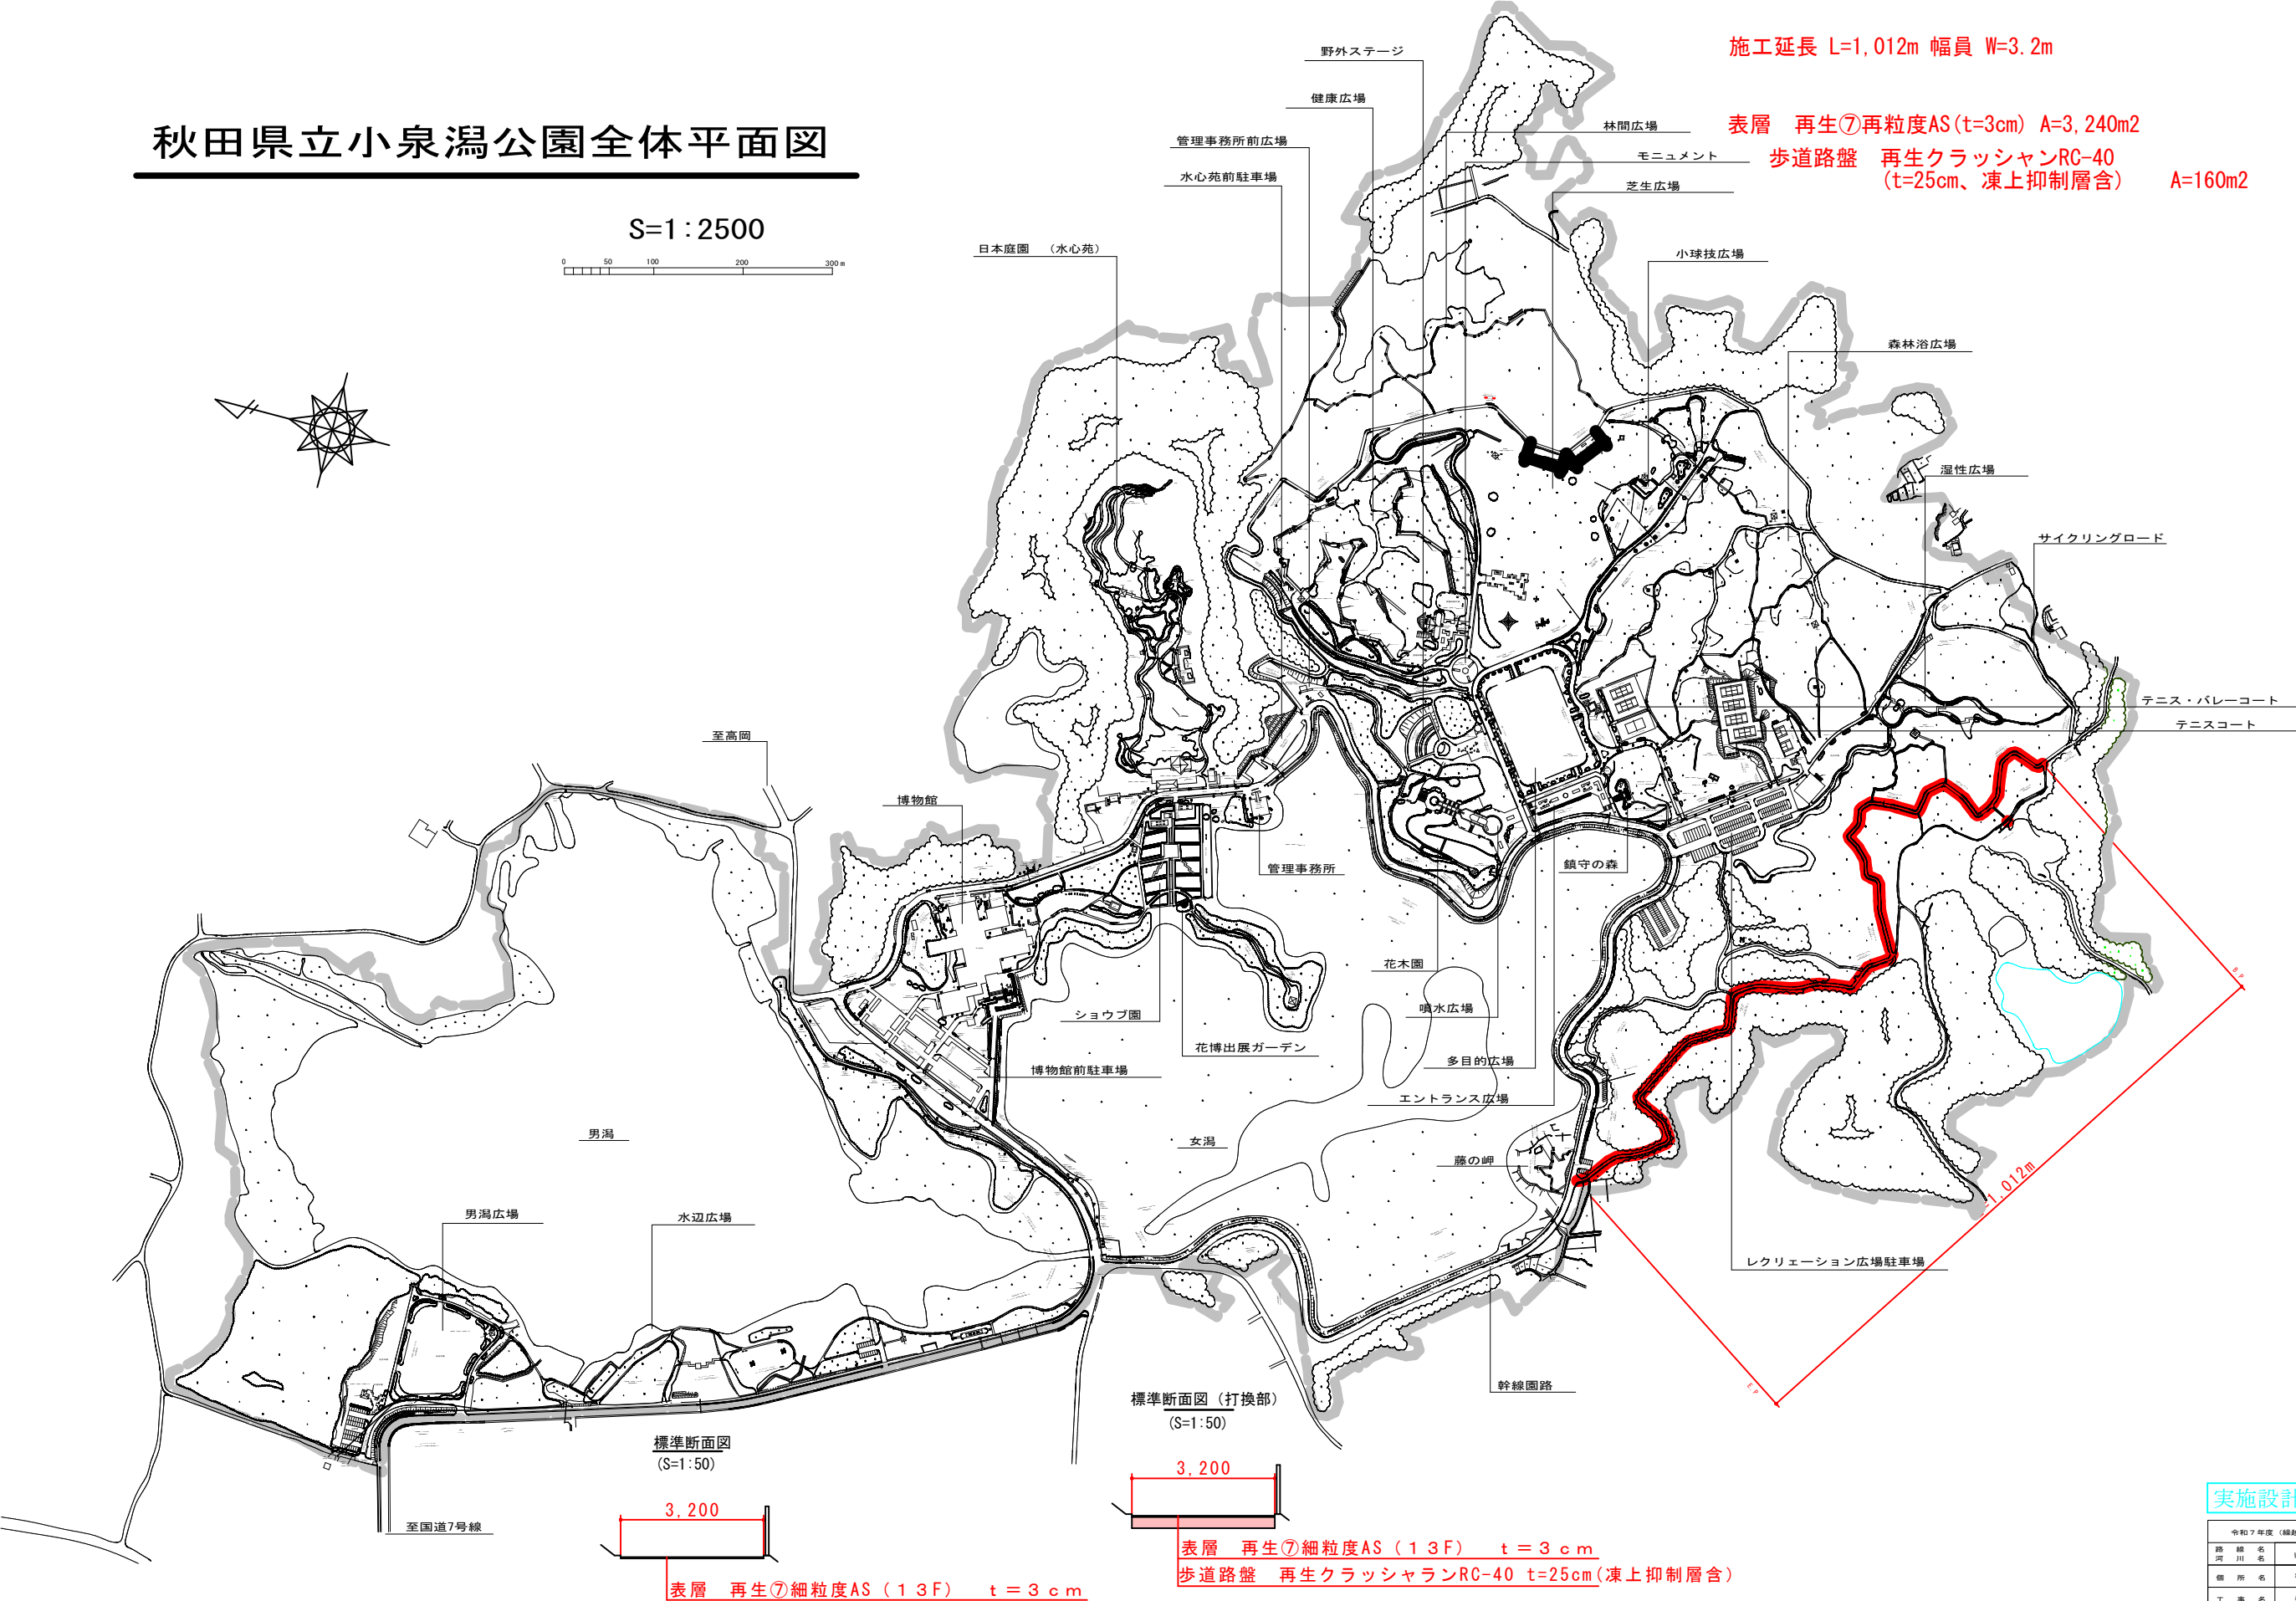 施工延長 L=1,012m 幅員 W=3.2m
表層　再生⑦再粒度AS(t=3cm) A=3,240m2
歩道路盤　再生クラッシャンRC-40
(t=25cm、凍上抑制層含)　A=160m2
秋田県立小泉潟公園全体平面図
S=1:2500
0 50 100 200 300m
野外ステージ
健康広場
管理事務所前広場
水心苑前駐車場
日本庭園　（水心苑）
林間広場
モニュメント
芝生広場
小球技広場
森林浴広場
湿性広場
サイクリングロード
テニス・バレーコート
テニスコート
至高岡
博物館
管理事務所
鎮守の森
花木園
噴水広場
ショウブ園
花博出展ガーデン
博物館前駐車場
多目的広場
エントランス広場
男潟
女潟
藤の岬
B.P
1,012m
男潟広場
水辺広場
レクリェーション広場駐車場
幹線園路
E.P
至国道7号線
標準断面図
(S=1:50)
3,200
表層　再生⑦細粒度AS（１３F）　ｔ＝３ｃｍ
標準断面図（打換部）
(S=1:50)
3,200
表層　再生⑦細粒度AS（１３F）　ｔ＝３ｃｍ
歩道路盤　再生クラッシャランRC-40 t=25cm(凍上抑制層含)
実施設計
令和７年度（繰越
路線名
河川名
個所名
工事名